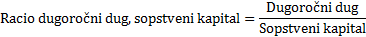 Racio dugoročni dug, sopstveni kapital = Dugoročni dug / Sopstveni kapital